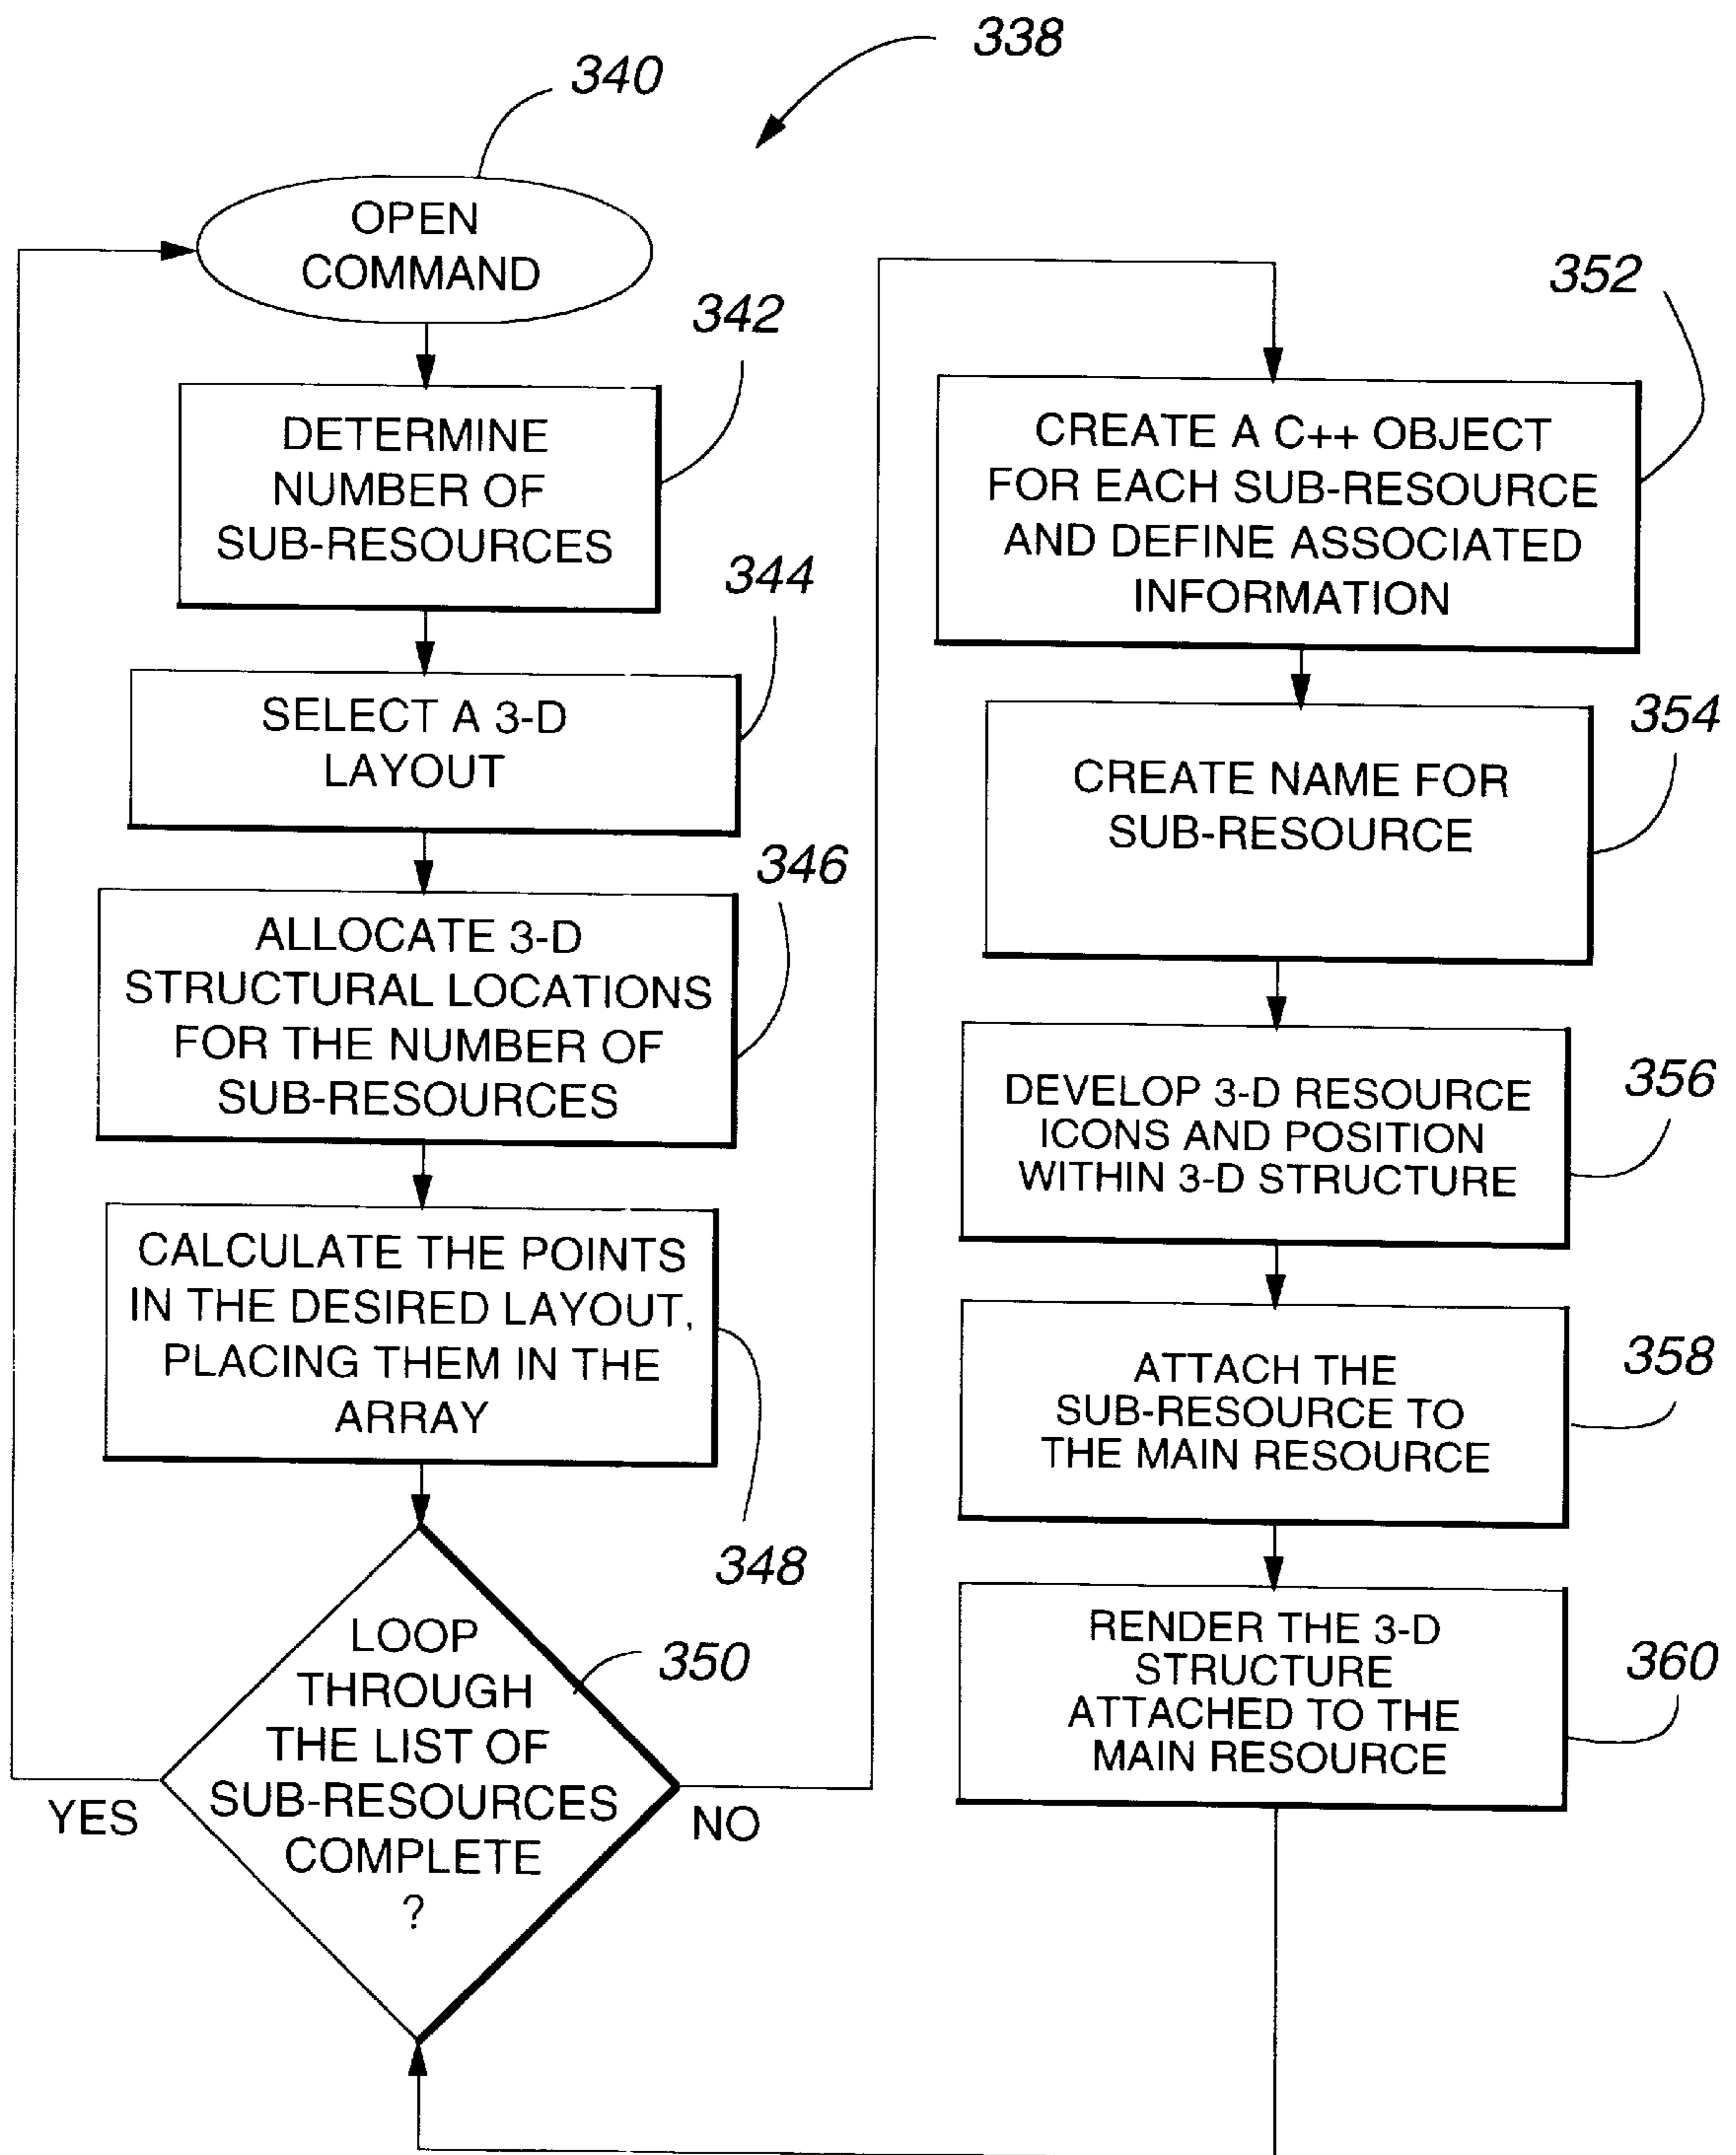 338
340
OPEN
COMMAND
342
DETERMINE
NUMBER OF
SUB-RESOURCES
344
SELECT A 3-D
LAYOUT
346
ALLOCATE 3-D
STRUCTURAL LOCATIONS
FOR THE NUMBER OF
SUB-RESOURCES
CALCULATE THE POINTS
IN THE DESIRED LAYOUT,
PLACING THEM IN THE
ARRAY
348
LOOP
THROUGH
THE LIST OF
SUB-RESOURCES
COMPLETE
?
350
YES
NO
352
CREATE A C++ OBJECT
FOR EACH SUB-RESOURCE
AND DEFINE ASSOCIATED
INFORMATION
354
CREATE NAME FOR
SUB-RESOURCE
356
DEVELOP 3-D RESOURCE
ICONS AND POSITION
WITHIN 3-D STRUCTURE
358
ATTACH THE
SUB-RESOURCE TO
THE MAIN RESOURCE
360
RENDER THE 3-D
STRUCTURE
ATTACHED TO THE
MAIN RESOURCE